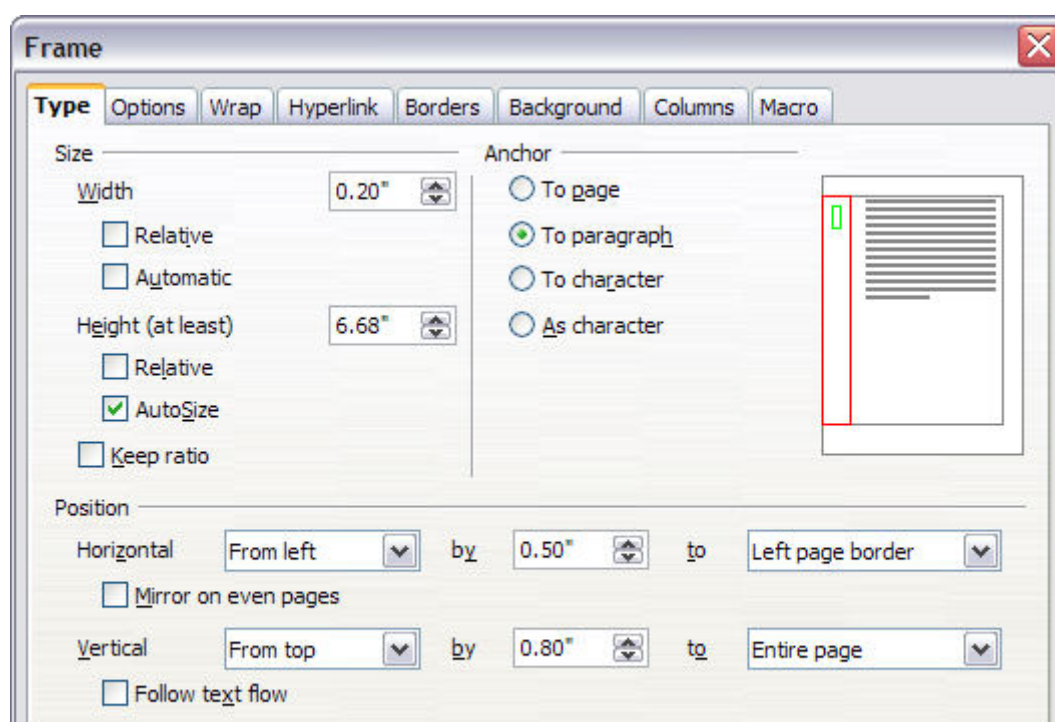 Frame
Type Options Wrap Hyperlink Borders Background Columns Macro
Size Anchor
Width 0.20" To page
Relative To paragraph
Automatic To character
Height (at least) 6.68" As character
Relative
AutoSize
Keep ratio
Position
Horizontal From left by 0.50" to Left page border
Mirror on even pages
Vertical From top by 0.80" to Entire page
Follow text flow